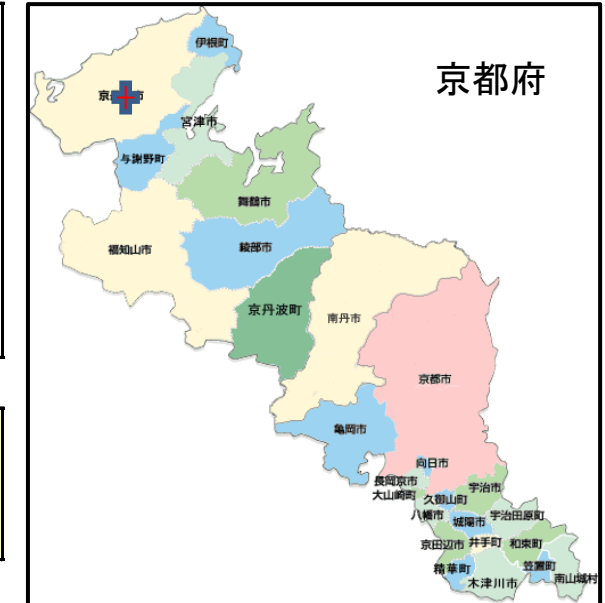 京都府
伊根町
宮津市
与謝野町
舞鶴市
福知山市
綾部市
京丹波町
南丹市
京都市
亀岡市
向日市
長岡京市
大山崎町
宇治市
久御山町
八幡市
宇治田原町
城陽市
京田辺市
井手町
和束町
精華町
笠置町
木津川市
南山城村